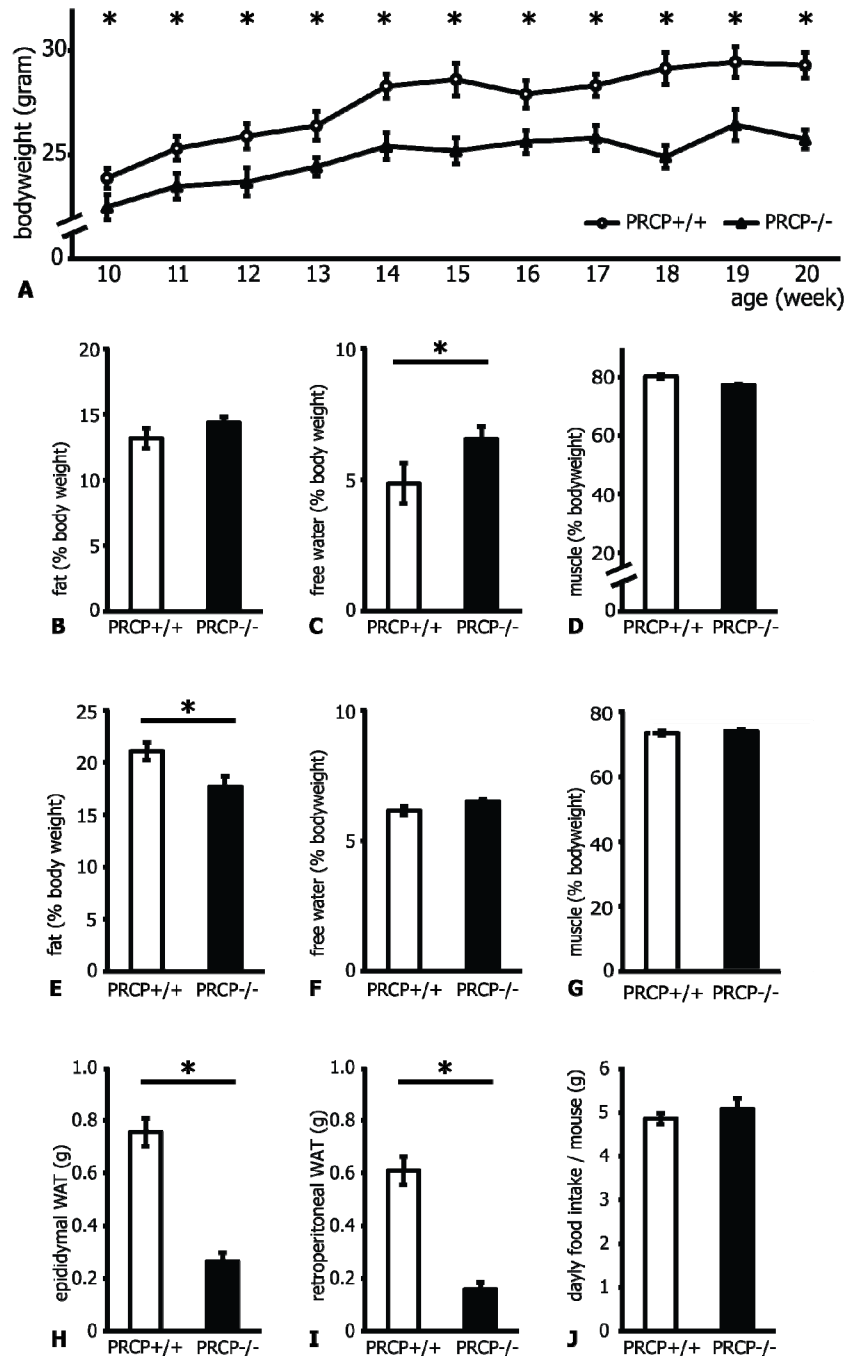 * * * * * * * * * * *
30
25
0
bodyweight (gram)
PRCP+/+ PRCP-/-
10 11 12 13 14 15 16 17 18 19 20
A age (week)
20
15
10
5
0
fat (% body weight)
B PRCP+/+ PRCP-/-
*
10
5
0
free water (% body weight)
C PRCP+/+ PRCP-/-
80
60
40
20
0
muscle (% bodyweight)
D PRCP+/+ PRCP-/-
*
25
20
15
10
5
0
fat (% body weight)
E PRCP+/+ PRCP-/-
10
5
0
free water (% bodyweight)
F PRCP+/+ PRCP-/-
80
60
40
20
0
muscle (% bodyweight)
G PRCP+/+ PRCP-/-
*
1.0
0.8
0.6
0.4
0.2
0
epididymal WAT (g)
H PRCP+/+ PRCP-/-
*
1.0
0.8
0.6
0.4
0.2
0
retroperitoneal WAT (g)
I PRCP+/+ PRCP-/-
6
5
4
3
2
1
0
dayly food intake / mouse (g)
J PRCP+/+ PRCP-/-